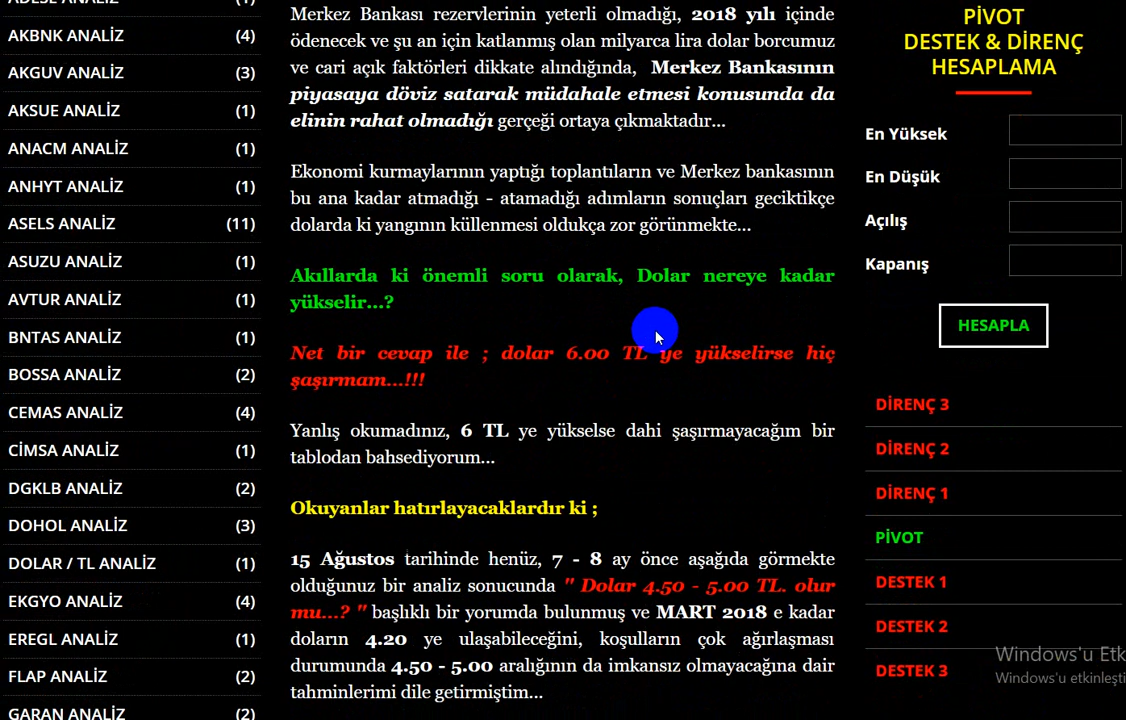 ADESE ANALİZ (1)
AKBNK ANALİZ (4)
AKGUV ANALİZ (3)
AKSUE ANALİZ (1)
ANACM ANALİZ (1)
ANHYT ANALİZ (1)
ASELS ANALİZ (11)
ASUZU ANALİZ (1)
AVTUR ANALİZ (1)
BNTAS ANALİZ (1)
BOSSA ANALİZ (2)
CEMAS ANALİZ (4)
CİMSA ANALİZ (1)
DGKLB ANALİZ (2)
DOHOL ANALİZ (3)
DOLAR / TL ANALİZ (1)
EKGYO ANALİZ (4)
EREGL ANALİZ (1)
FLAP ANALİZ (2)
GARAN ANALİZ (2)
Merkez Bankası rezervlerinin yeterli olmadığı, 2018 yılı içinde
ödenecek ve şu an için katlanmış olan milyarca lira dolar borcumuz
ve cari açık faktörleri dikkate alındığında, Merkez Bankasının
piyasaya döviz satarak müdahale etmesi konusunda da
elinin rahat olmadığı gerçeği ortaya çıkmaktadır...
Ekonomi kurmaylarının yaptığı toplantıların ve Merkez bankasının
bu ana kadar atmadığı - atamadığı adımların sonuçları geciktikçe
dolarda ki yangının küllenmesi oldukça zor görünmekte...
Akıllarda ki önemli soru olarak, Dolar nereye kadar
yükselir...?
Net bir cevap ile ; dolar 6.00 TL ye yükselirse hiç
şaşırmam...!!!
Yanlış okumadınız, 6 TL ye yükselse dahi şaşırmayacağım bir
tablodan bahsediyorum...
Okuyanlar hatırlayacaklardır ki ;
15 Ağustos tarihinde henüz, 7 - 8 ay önce aşağıda görmekte
olduğunuz bir analiz sonucunda " Dolar 4.50 - 5.00 TL. olur
mu...? " başlıklı bir yorumda bulunmuş ve MART 2018 e kadar
doların 4.20 ye ulaşabileceğini, koşulların çok ağırlaşması
durumunda 4.50 - 5.00 aralığının da imkansız olmayacağına dair
tahminlerimi dile getirmiştim...
PİVOT
DESTEK & DİRENÇ
HESAPLAMA
En Yüksek
En Düşük
Açılış
Kapanış
HESAPLA
DİRENÇ 3
DİRENÇ 2
DİRENÇ 1
PİVOT
DESTEK 1
DESTEK 2
DESTEK 3
Windows'u Etk
Windows'u etkinleşti